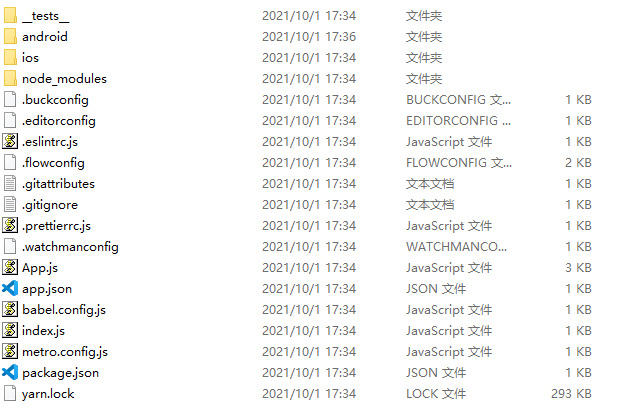 __tests__ 2021/10/1 17:34 文件夹
android 2021/10/1 17:36 文件夹
ios 2021/10/1 17:34 文件夹
node_modules 2021/10/1 17:34 文件夹
.buckconfig 2021/10/1 17:34 BUCKCONFIG 文... 1 KB
.editorconfig 2021/10/1 17:34 EDITORCONFIG ... 1 KB
.eslintrc.js 2021/10/1 17:34 JavaScript 文件 1 KB
.flowconfig 2021/10/1 17:34 FLOWCONFIG 文... 2 KB
.gitattributes 2021/10/1 17:34 文本文档 1 KB
.gitignore 2021/10/1 17:34 文本文档 1 KB
.prettierrc.js 2021/10/1 17:34 JavaScript 文件 1 KB
.watchmanconfig 2021/10/1 17:34 WATCHMANCO... 1 KB
App.js 2021/10/1 17:34 JavaScript 文件 3 KB
app.json 2021/10/1 17:34 JSON 文件 1 KB
babel.config.js 2021/10/1 17:34 JavaScript 文件 1 KB
index.js 2021/10/1 17:34 JavaScript 文件 1 KB
metro.config.js 2021/10/1 17:34 JavaScript 文件 1 KB
package.json 2021/10/1 17:34 JSON 文件 1 KB
yarn.lock 2021/10/1 17:34 LOCK 文件 293 KB